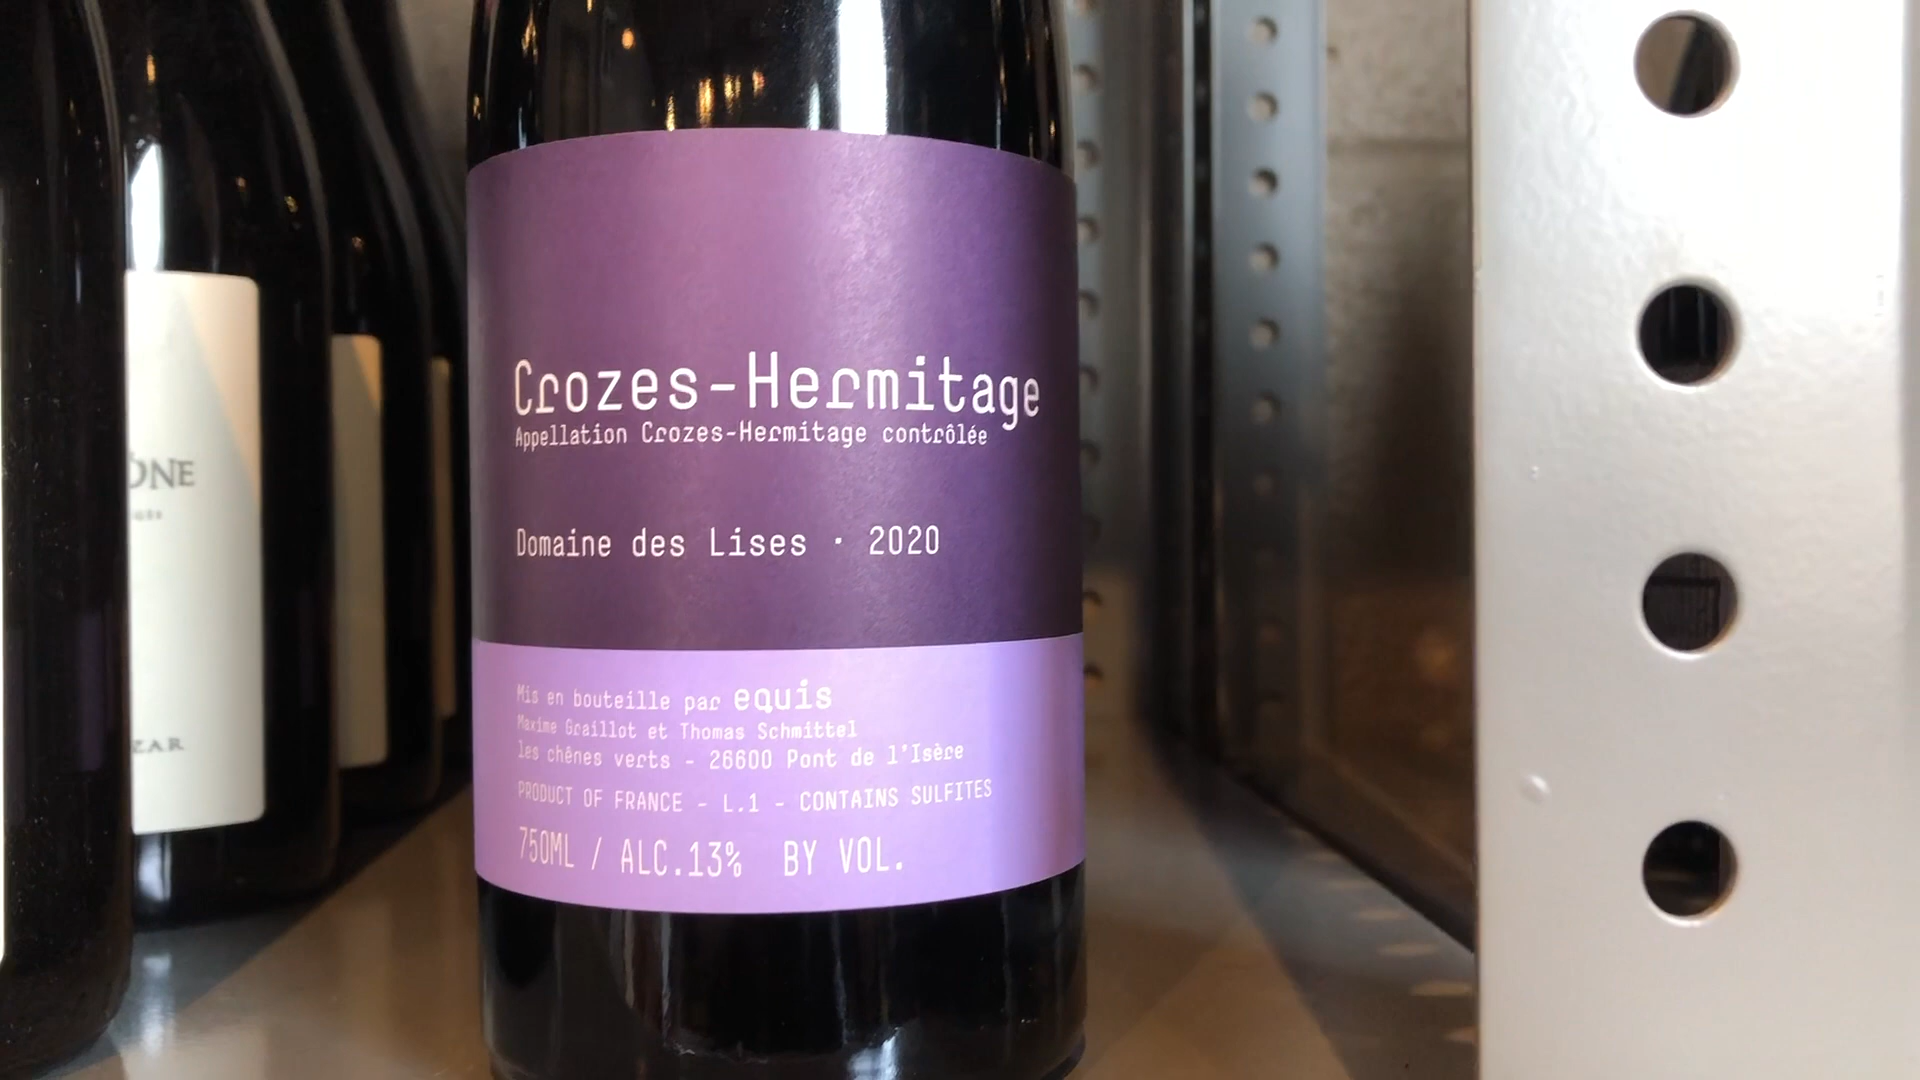 Crozes-Hermitage
Appellation Crozes-Hermitage contrôlée
Domaine des Lises · 2020
Mis en bouteille par equis
Maxime Graillot et Thomas Schmittel
les chênes verts - 26600 Pont de l'Isère
PRODUCT OF FRANCE - L.1 - CONTAINS SULFITES
750ML / ALC.13% BY VOL.